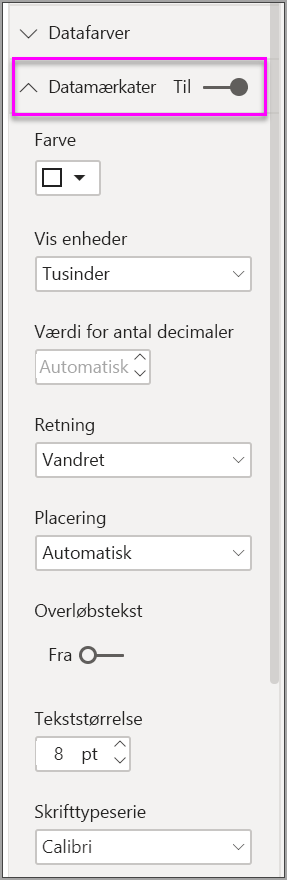 Datafarver
Datamærkater Til
Farve
Vis enheder
Tusinder
Værdi for antal decimaler
Automatisk
Retning
Vandret
Placering
Automatisk
Overløbstekst
Fra
Tekststørrelse
8 pt
Skrifttypeserie
Calibri